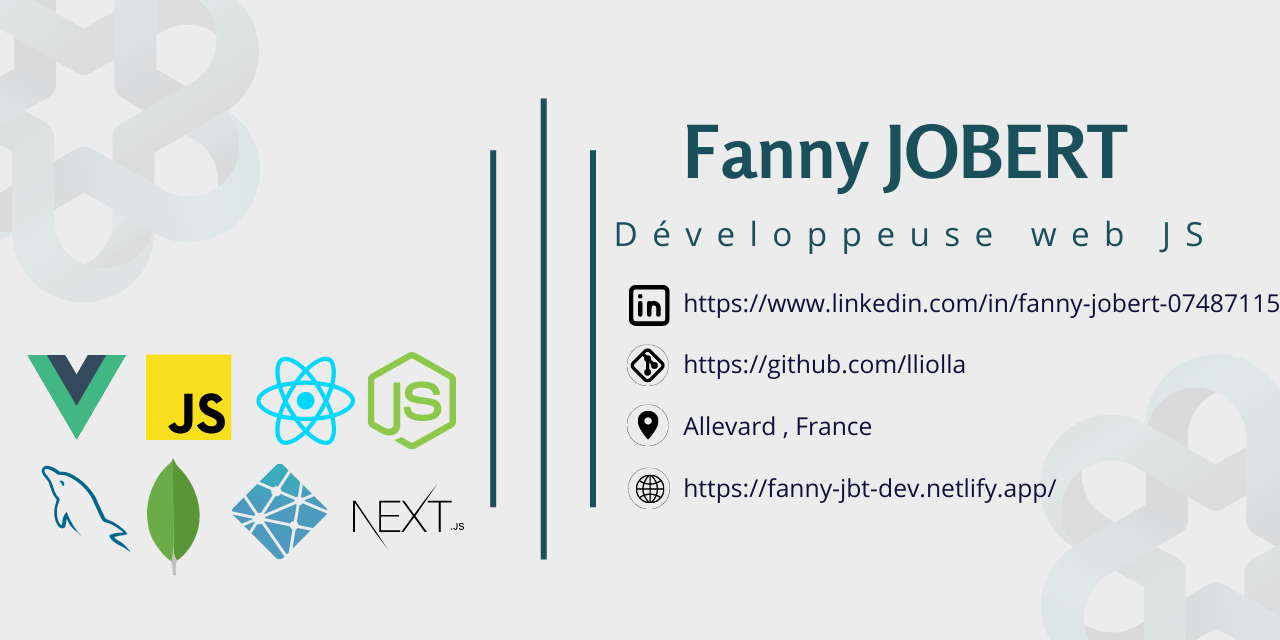 Fanny JOBERT
Développeuse web JS
https://www.linkedin.com/in/fanny-jobert-07487115
https://github.com/lliolla
Allevard , France
https://fanny-jbt-dev.netlify.app/
JS
JS
NEXT.JS
in